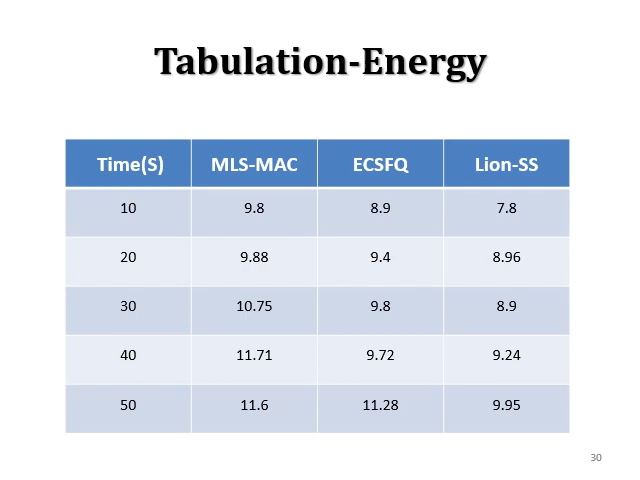 Tabulation-Energy
Time(S) MLS-MAC ECSFQ Lion-SS
10 9.8 8.9 7.8
20 9.88 9.4 8.96
30 10.75 9.8 8.9
40 11.71 9.72 9.24
50 11.6 11.28 9.95
30